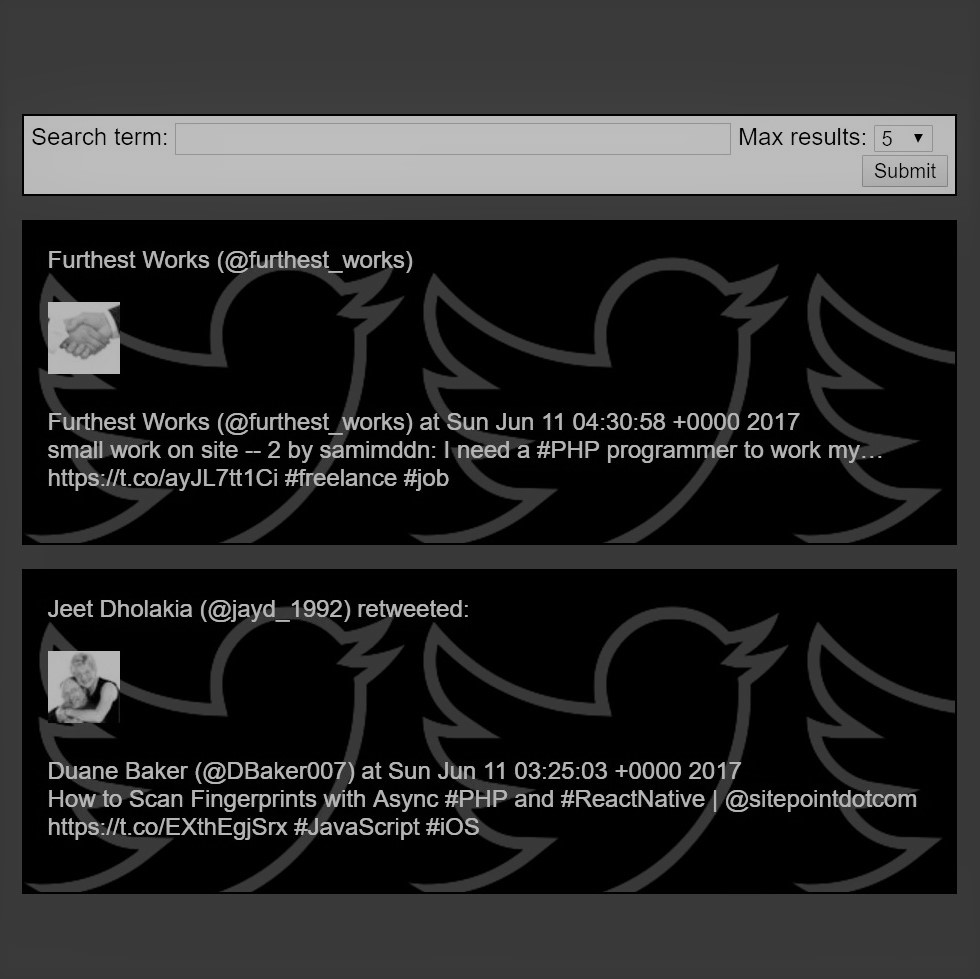 Search term: Max results: 5
Submit
Furthest Works (@furthest_works)
Furthest Works (@furthest_works) at Sun Jun 11 04:30:58 +0000 2017
small work on site -- 2 by samimddn: I need a #PHP programmer to work my…
https://t.co/ayJL7tt1Ci #freelance #job
Jeet Dholakia (@jayd_1992) retweeted:
Duane Baker (@DBaker007) at Sun Jun 11 03:25:03 +0000 2017
How to Scan Fingerprints with Async #PHP and #ReactNative | @sitepointdotcom
https://t.co/EXthEgjSrx #JavaScript #iOS